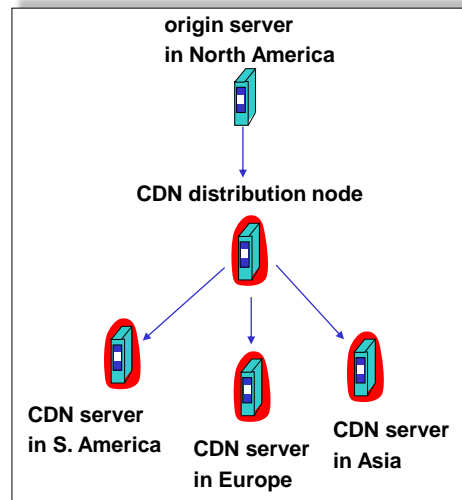 origin server
in North America
CDN distribution node
CDN server
in S. America
CDN server
in Europe
CDN server
in Asia